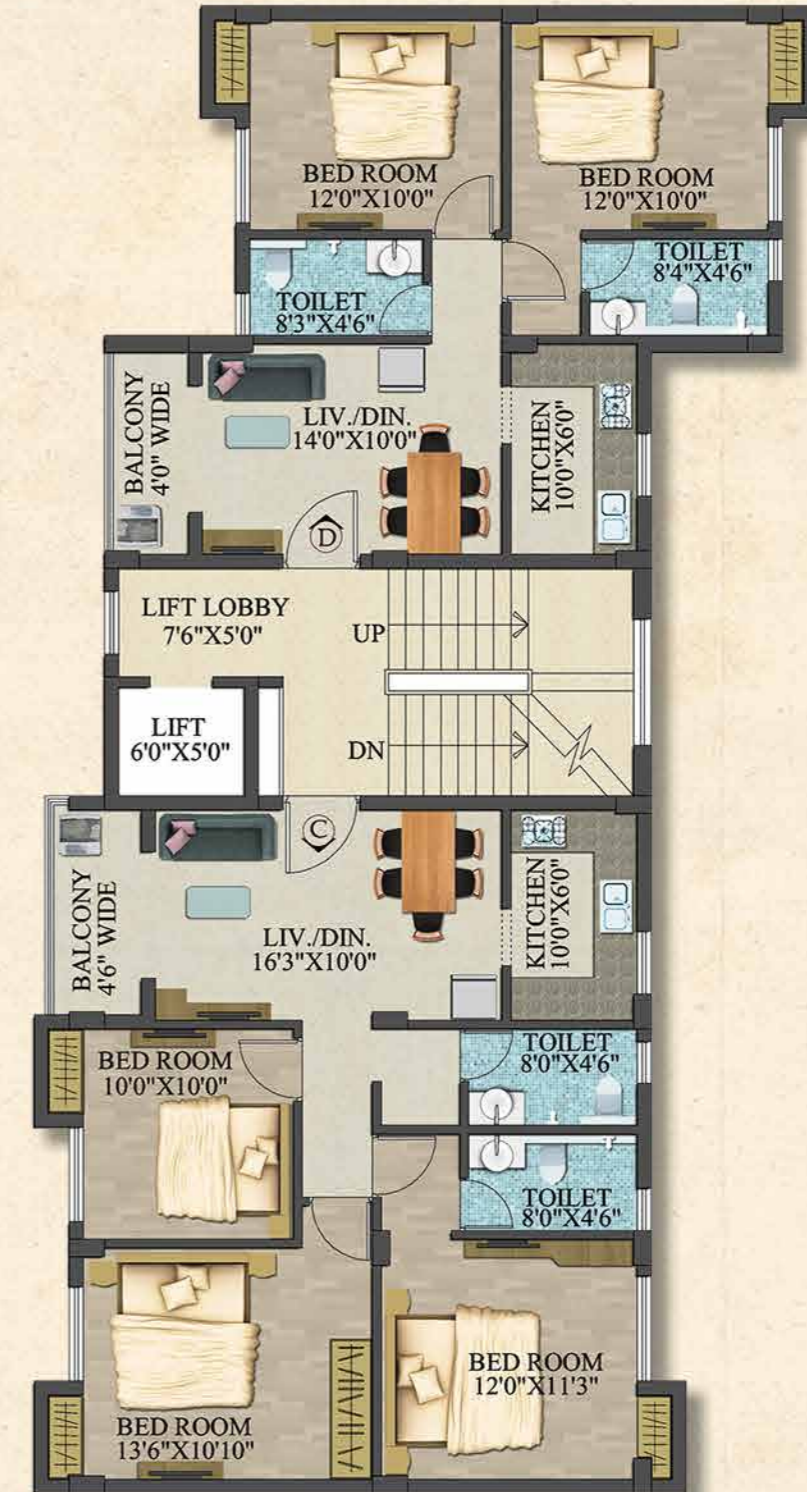 BED ROOM
12'0"X10'0"
BED ROOM
12'0"X10'0"
TOILET
8'3"X4'6"
TOILET
8'4"X4'6"
BALCONY
4'0" WIDE
LIV./DIN.
14'0"X10'0"
KITCHEN
10'0"X6'0"
D
LIFT LOBBY
7'6"X5'0"
UP
LIFT
6'0"X5'0"
DN
C
BALCONY
4'6" WIDE
LIV./DIN.
16'3"X10'0"
KITCHEN
10'0"X6'0"
BED ROOM
10'0"X10'0"
TOILET
8'0"X4'6"
TOILET
8'0"X4'6"
BED ROOM
13'6"X10'10"
BED ROOM
12'0"X11'3"